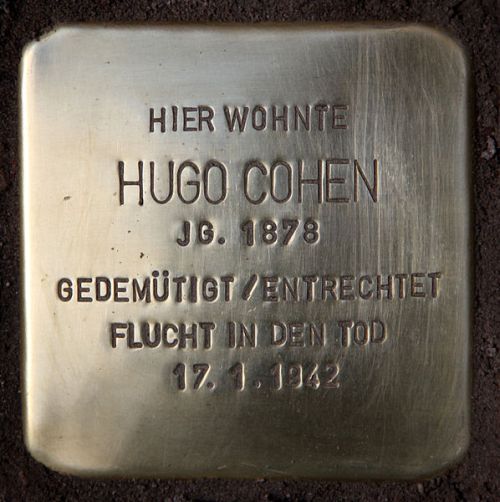 HIER WOHNTE
HUGO COHEN
JG. 1878
GEDEMÜTIGT/ENTRECHTET
FLUCHT IN DEN TOD
17. 1. 1942